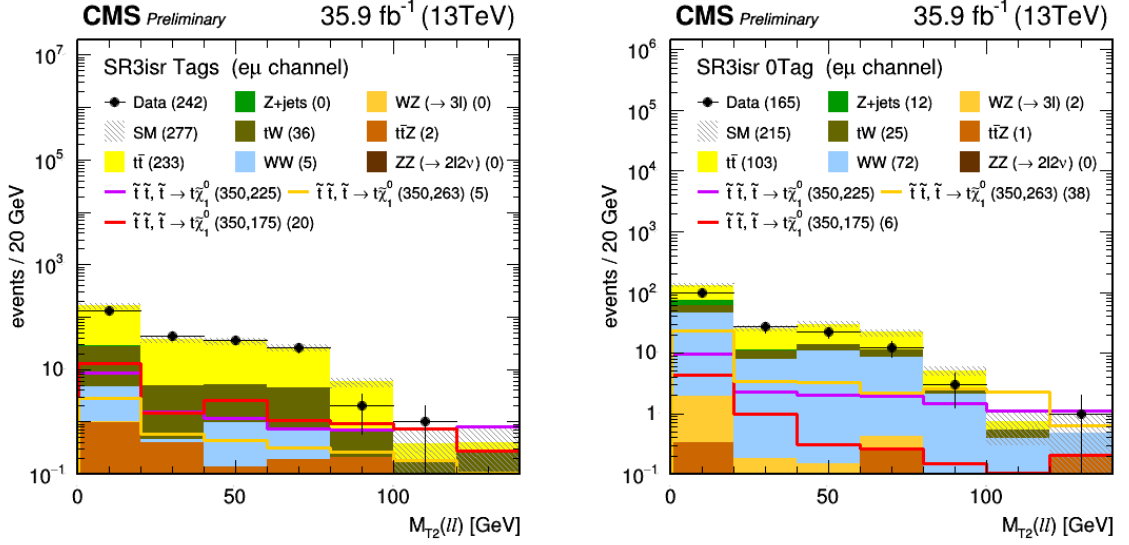 CMS Preliminary 35.9 fb⁻¹ (13TeV)
SR3isr Tags (eμ channel)
Data (242) Z+jets (0) WZ (→ 3l) (0)
SM (277) tW (36) tt̄Z (2)
tt̄ (233) WW (5) ZZ (→ 2l2ν) (0)
t̃ t̃, t̃ → tχ̃₁⁰ (350,225) t̃ t̃, t̃ → tχ̃₁⁰ (350,263) (5)
t̃ t̃, t̃ → tχ̃₁⁰ (350,175) (20)
events / 20 GeV
10⁷
10⁵
10³
10
10⁻¹
0 50 100
M_T2(ll) [GeV]
CMS Preliminary 35.9 fb⁻¹ (13TeV)
SR3isr 0Tag (eμ channel)
Data (165) Z+jets (12) WZ (→ 3l) (2)
SM (215) tW (25) tt̄Z (1)
tt̄ (103) WW (72) ZZ (→ 2l2ν) (0)
t̃ t̃, t̃ → tχ̃₁⁰ (350,225) t̃ t̃, t̃ → tχ̃₁⁰ (350,263) (38)
t̃ t̃, t̃ → tχ̃₁⁰ (350,175) (6)
events / 20 GeV
10⁶
10⁵
10⁴
10³
10²
10
1
10⁻¹
0 50 100
M_T2(ll) [GeV]